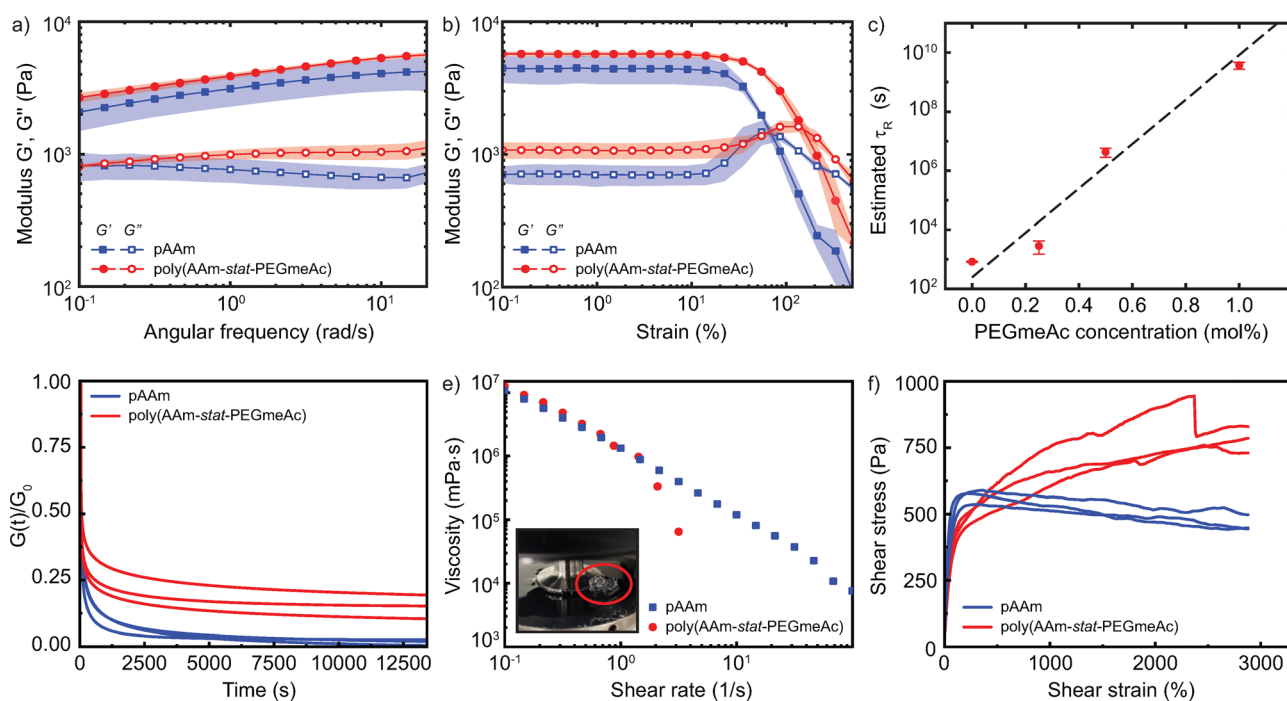 a)
Modulus G', G" (Pa)
10⁴
10³
10²
G' G"
pAAm
poly(AAm-stat-PEGmeAc)
10⁻¹ 10⁰ 10¹
Angular frequency (rad/s)
b)
Modulus G', G" (Pa)
10⁴
10³
10²
G' G"
pAAm
poly(AAm-stat-PEGmeAc)
10⁻¹ 10⁰ 10¹ 10²
Strain (%)
c)
Estimated τR (s)
10¹⁰
10⁸
10⁶
10⁴
10²
0.0 0.2 0.4 0.6 0.8 1.0
PEGmeAc concentration (mol%)
G(t)/G₀
1.00
0.75
0.50
0.25
0.00
pAAm
poly(AAm-stat-PEGmeAc)
0 2500 5000 7500 10000 12500
Time (s)
e)
Viscosity (mPa·s)
10⁷
10⁶
10⁵
10⁴
10³
pAAm
poly(AAm-stat-PEGmeAc)
10⁻¹ 10⁰ 10¹
Shear rate (1/s)
f)
Shear stress (Pa)
1000
750
500
250
0
pAAm
poly(AAm-stat-PEGmeAc)
0 1000 2000 3000
Shear strain (%)